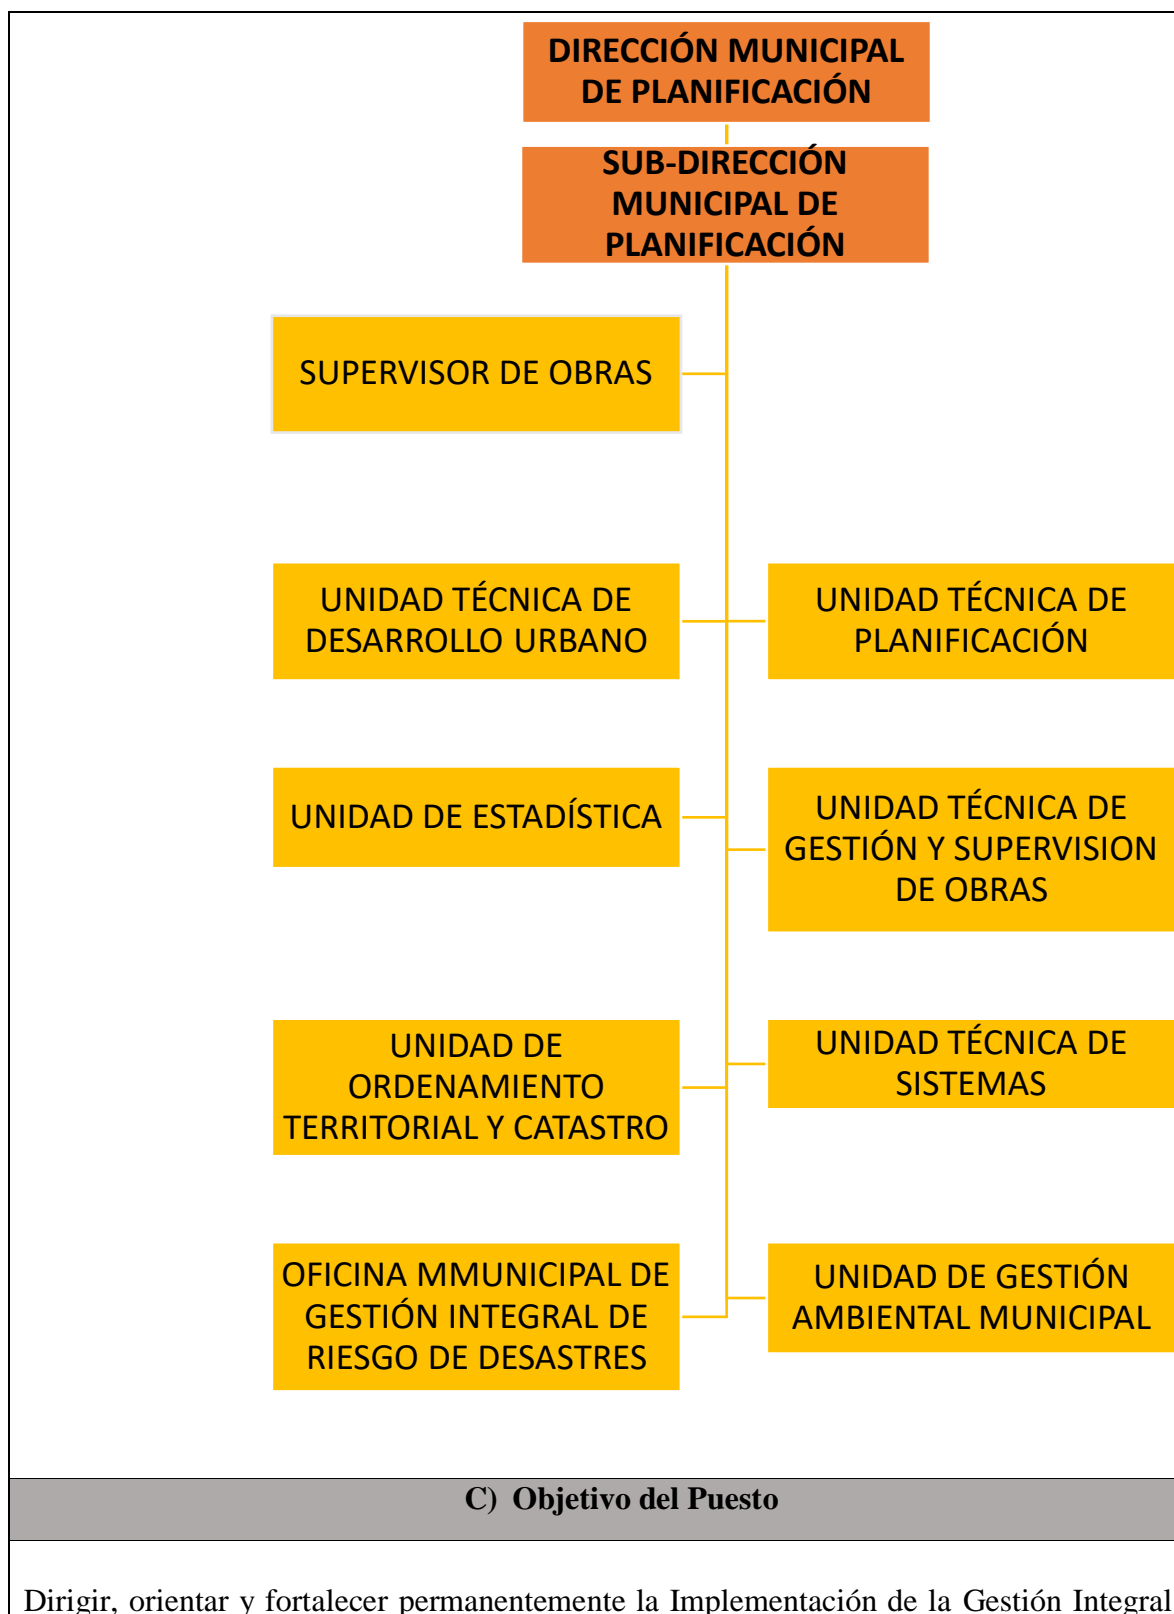 DIRECCIÓN MUNICIPAL
DE PLANIFICACIÓN
SUB-DIRECCIÓN
MUNICIPAL DE
PLANIFICACIÓN
SUPERVISOR DE OBRAS
UNIDAD TÉCNICA DE
DESARROLLO URBANO
UNIDAD TÉCNICA DE
PLANIFICACIÓN
UNIDAD DE ESTADÍSTICA
UNIDAD TÉCNICA DE
GESTIÓN Y SUPERVISION
DE OBRAS
UNIDAD DE
ORDENAMIENTO
TERRITORIAL Y CATASTRO
UNIDAD TÉCNICA DE
SISTEMAS
OFICINA MMUNICIPAL DE
GESTIÓN INTEGRAL DE
RIESGO DE DESASTRES
UNIDAD DE GESTIÓN
AMBIENTAL MUNICIPAL
C) Objetivo del Puesto
Dirigir, orientar y fortalecer permanentemente la Implementación de la Gestión Integral